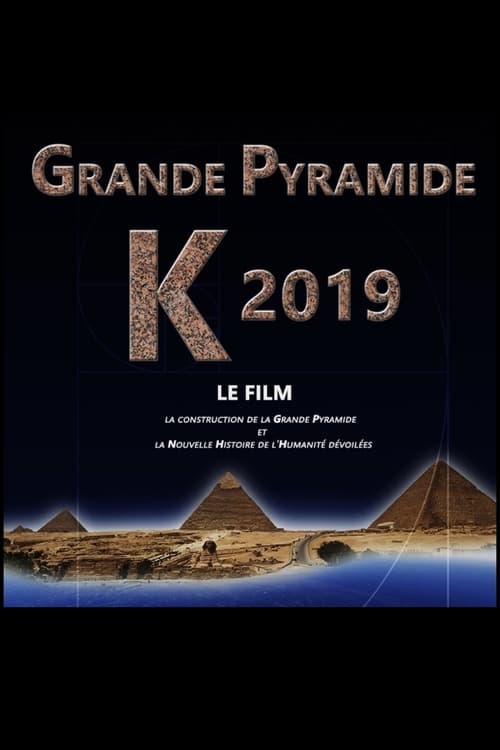 GRANDE PYRAMIDE
K 2019
LE FILM
LA CONSTRUCTION DE LA GRANDE PYRAMIDE
ET
LA NOUVELLE HISTOIRE DE L'HUMANITÉ DÉVOILÉES